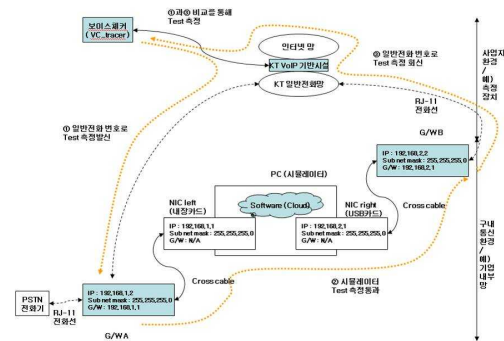 보이스체커
(VC_tracer)
①과③ 비교를 통해
Test 측정
인터넷 망
KT VoIP 기반시설
KT 일반전화망
③ 일반전화 번호로
Test 측정 회신
사업자
환경
/
예)
측정
장치
RJ-11
전화선
G/WB
① 일반전화 번호로
Test 측정발신
IP : 192,168,2,2
Sub net mask : 255,255,255,0
G/W : 192,168,2,1
PC (시뮬레이터)
Software (Cloud)
NIC left
(내장카드)
NIC right
(USB카드)
Cross cable
IP : 192,168,1,1
Sub net mask : 255,255,255,0
G/W : N/A
IP : 192,168,2,1
Sub net mask : 255,255,255,0
G/W : N/A
구내
통신
환경
/
예)
기업
내부
망
Cross cable
② 시뮬레이터
Test 측정통과
PSTN
전화기
RJ-11
전화선
IP : 192,168,1,2
Sub net mask : 255,255,255,0
G/W : 192,168,1,1
G/WA